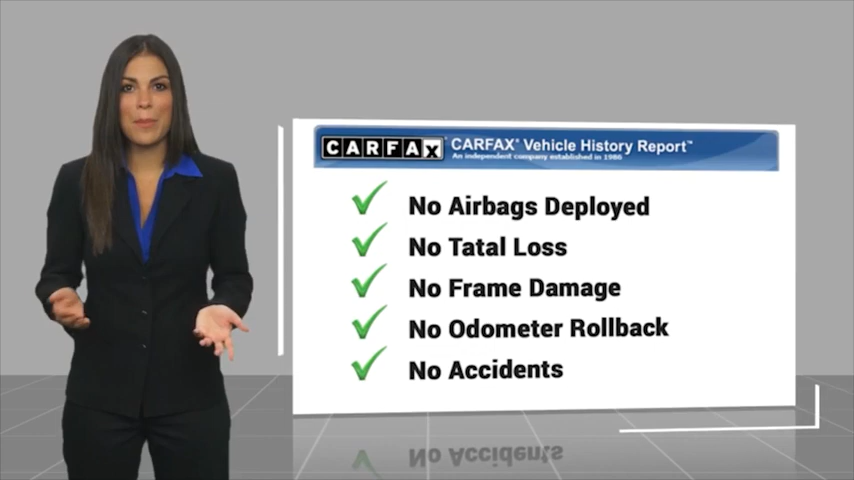 CARFAX CARFAX® Vehicle History Report™
An independent company established in 1986
No Airbags Deployed
No Tatal Loss
No Frame Damage
No Odometer Rollback
No Accidents
No Accidents